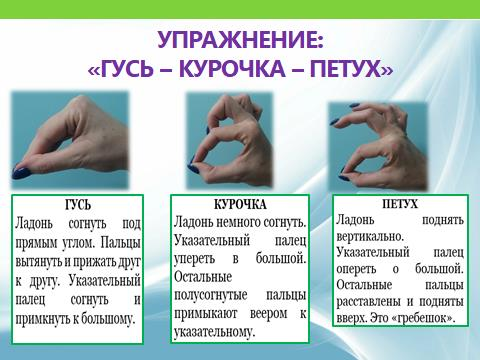 УПРАЖНЕНИЕ:
«ГУСЬ – КУРОЧКА – ПЕТУХ»
ГУСЬ
Ладонь согнуть под
прямым углом. Пальцы
вытянуть и прижать друг
к другу. Указательный
палец согнуть и
примкнуть к большому.
КУРОЧКА
Ладонь немного согнуть.
Указательный палец
упереть в большой.
Остальные
полусогнутые пальцы
примыкают веером к
указательному.
ПЕТУХ
Ладонь поднять
вертикально.
Указательный палец
опереть о большой.
Остальные пальцы
расставлены и подняты
вверх. Это «гребешок».